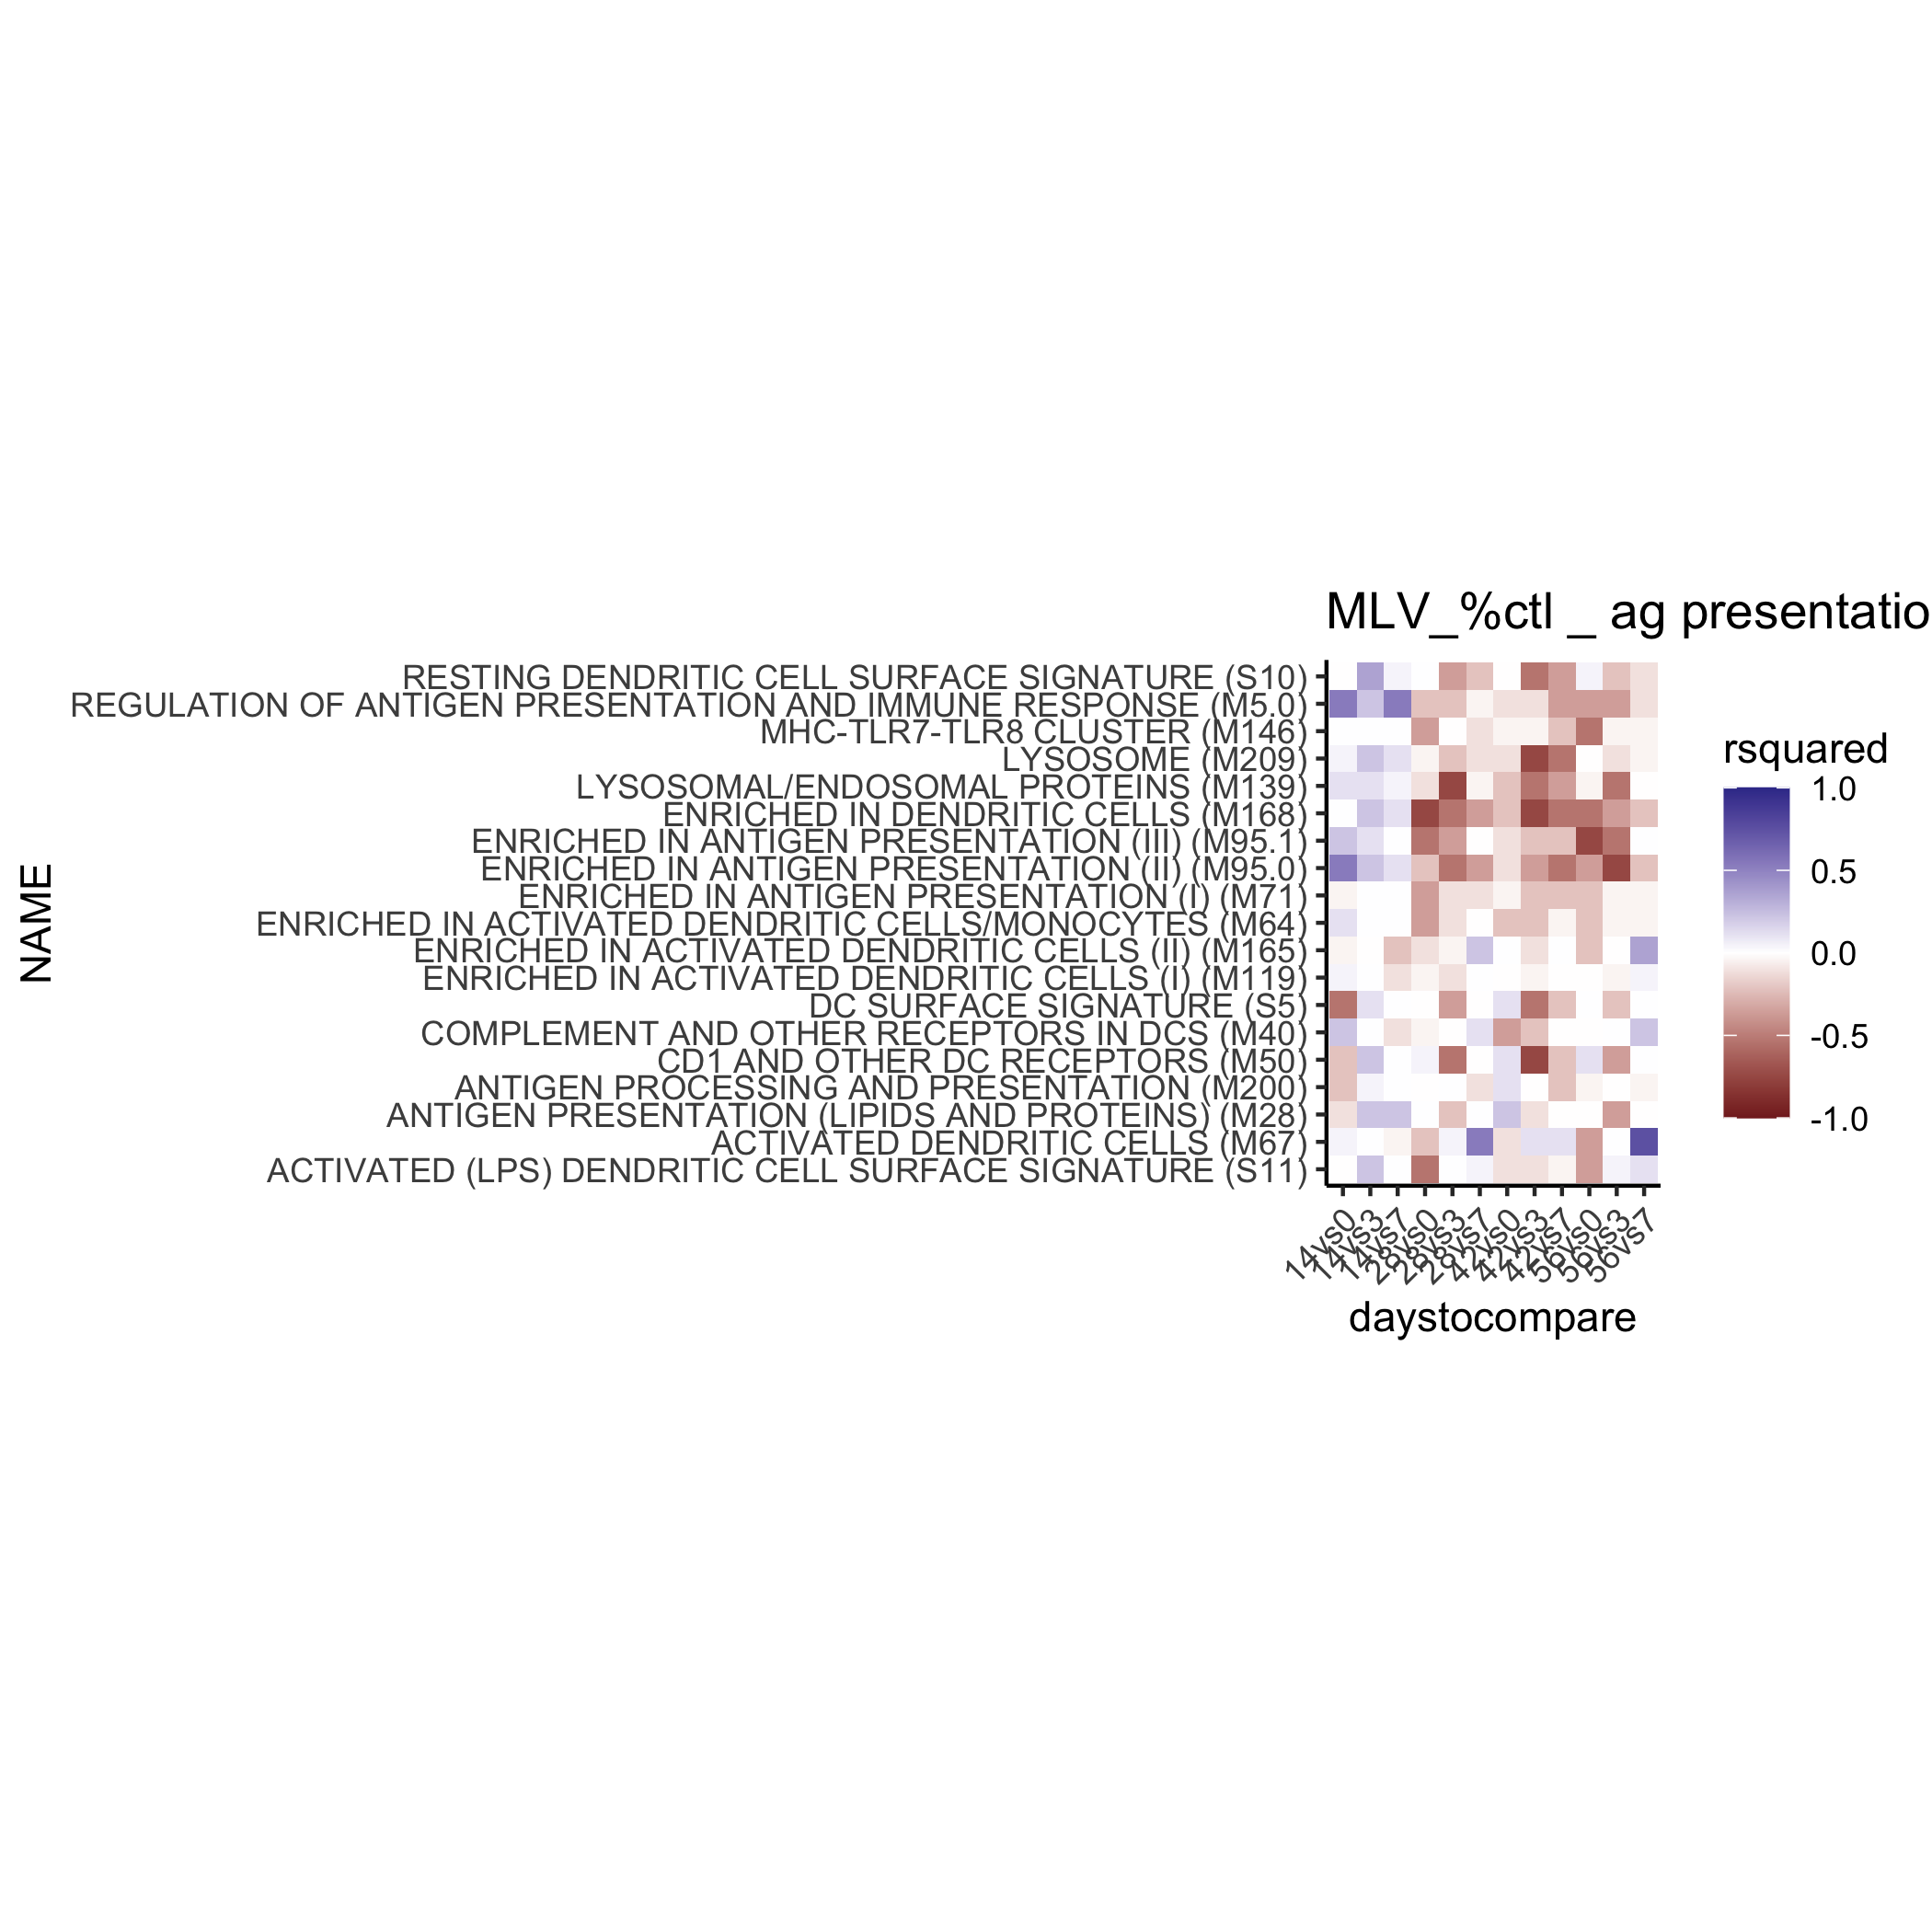 MLV_%ctl _ ag presentatio
NAME
RESTING DENDRITIC CELL SURFACE SIGNATURE (S10)
REGULATION OF ANTIGEN PRESENTATION AND IMMUNE RESPONSE (M5.0)
MHC-TLR7-TLR8 CLUSTER (M146)
LYSOSOME (M209)
LYSOSOMAL/ENDOSOMAL PROTEINS (M139)
ENRICHED IN DENDRITIC CELLS (M168)
ENRICHED IN ANTIGEN PRESENTATION (III) (M95.1)
ENRICHED IN ANTIGEN PRESENTATION (II) (M95.0)
ENRICHED IN ANTIGEN PRESENTATION (I) (M71)
ENRICHED IN ACTIVATED DENDRITIC CELLS/MONOCYTES (M64)
ENRICHED IN ACTIVATED DENDRITIC CELLS (II) (M165)
ENRICHED IN ACTIVATED DENDRITIC CELLS (I) (M119)
DC SURFACE SIGNATURE (S5)
COMPLEMENT AND OTHER RECEPTORS IN DCS (M40)
CD1 AND OTHER DC RECEPTORS (M50)
ANTIGEN PROCESSING AND PRESENTATION (M200)
ANTIGEN PRESENTATION (LIPIDS AND PROTEINS) (M28)
ACTIVATED DENDRITIC CELLS (M67)
ACTIVATED (LPS) DENDRITIC CELL SURFACE SIGNATURE (S11)
14vs0
14vs3
14vs7
28vs0
28vs3
28vs7
42vs0
42vs3
42vs7
56vs0
56vs3
56vs7
daystocompare
rsquared
1.0
0.5
0.0
-0.5
-1.0